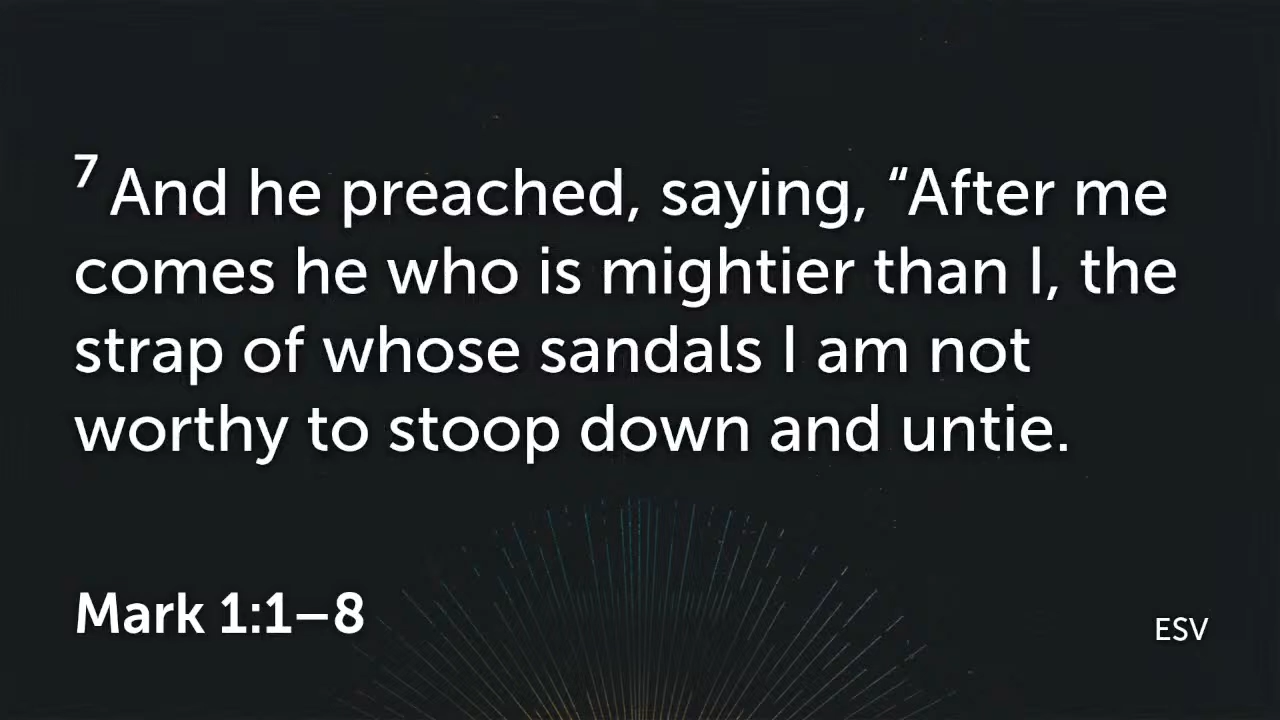 7 And he preached, saying, “After me
comes he who is mightier than I, the
strap of whose sandals I am not
worthy to stoop down and untie.
Mark 1:1–8
ESV